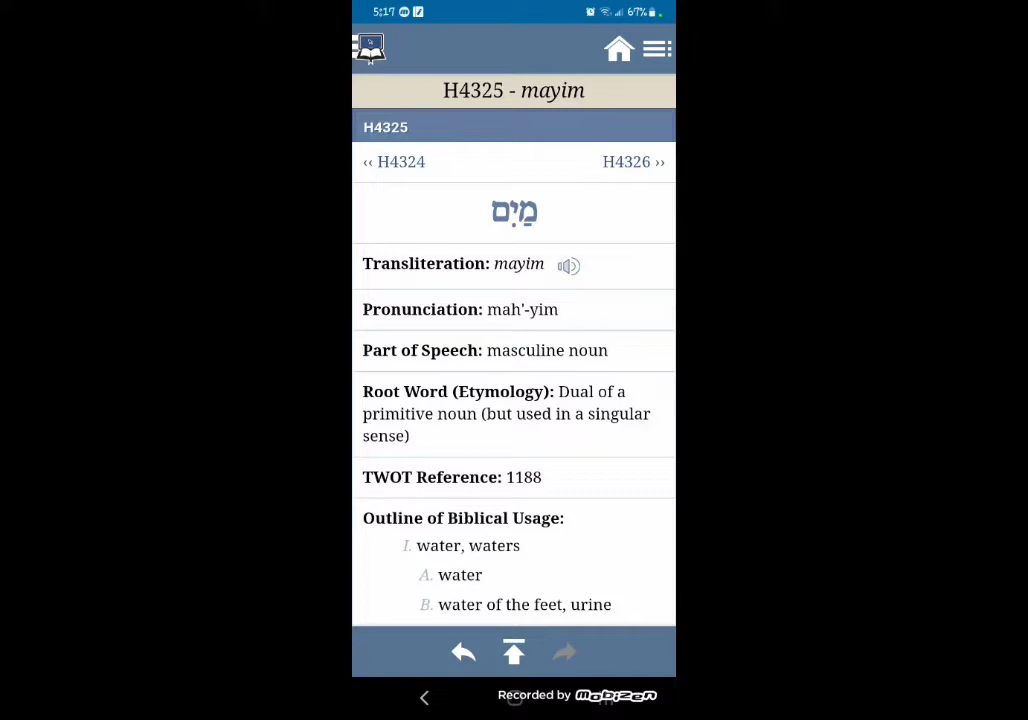 5:17
67%
H4325 - mayim
H4325
‹‹ H4324
H4326 ››
מַיִם
Transliteration: mayim
Pronunciation: mah'-yim
Part of Speech: masculine noun
Root Word (Etymology): Dual of a
primitive noun (but used in a singular
sense)
TWOT Reference: 1188
Outline of Biblical Usage:
I. water, waters
A. water
B. water of the feet, urine
Recorded by Mobizen